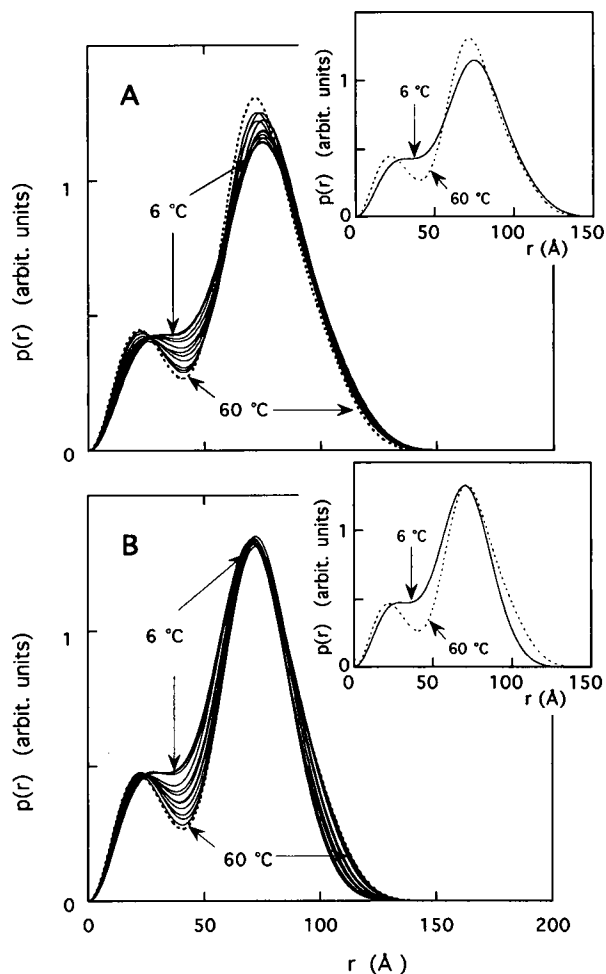 A
p(r) (arbit. units)
1
0
6 °C
60 °C
p(r) (arbit. units)
1
0
6 °C
60 °C
0 50 100 150
r (Å)
B
p(r) (arbit. units)
1
0
6 °C
60 °C
0 50 100 150 200
r (Å)
p(r) (arbit. units)
1
0
6 °C
60 °C
0 50 100 150
r (Å)